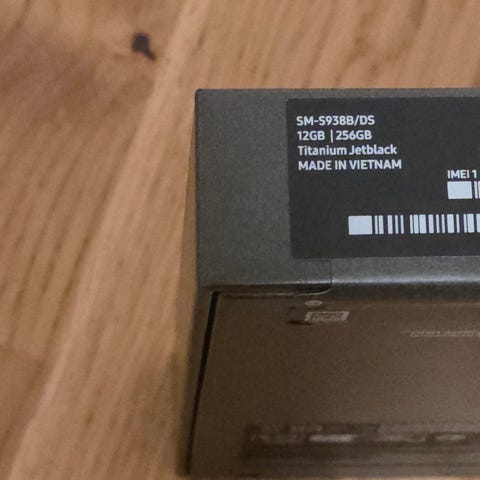 SM-S938B/DS
12GB | 256GB
Titanium Jetblack
MADE IN VIETNAM
IMEI 1